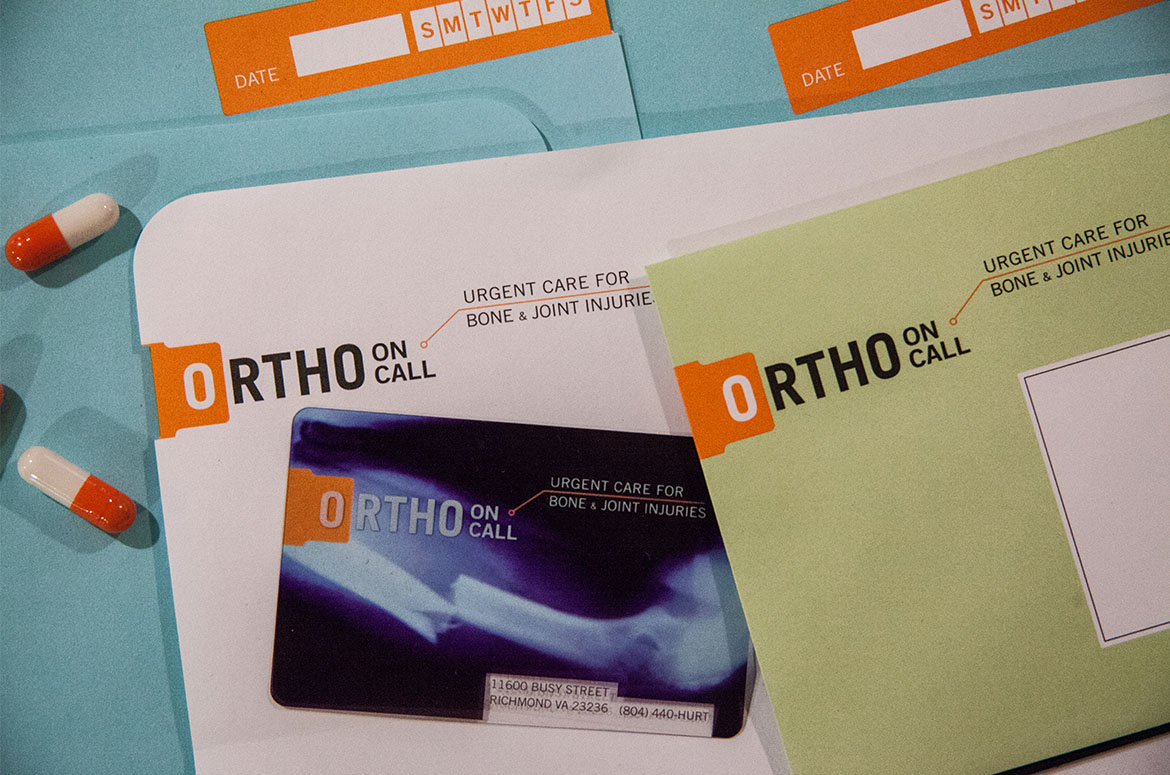 DATE
S M T W T F S
DATE
S M T
URGENT CARE FOR
BONE & JOINT INJURIE
ORTHO ON CALL
URGENT CARE FOR
BONE & JOINT INJURIE
ORTHO ON CALL
URGENT CARE FOR
BONE & JOINT INJURIES
ORTHO ON CALL
11600 BUSY STREET
RICHMOND VA 23236 (804) 440-HURT